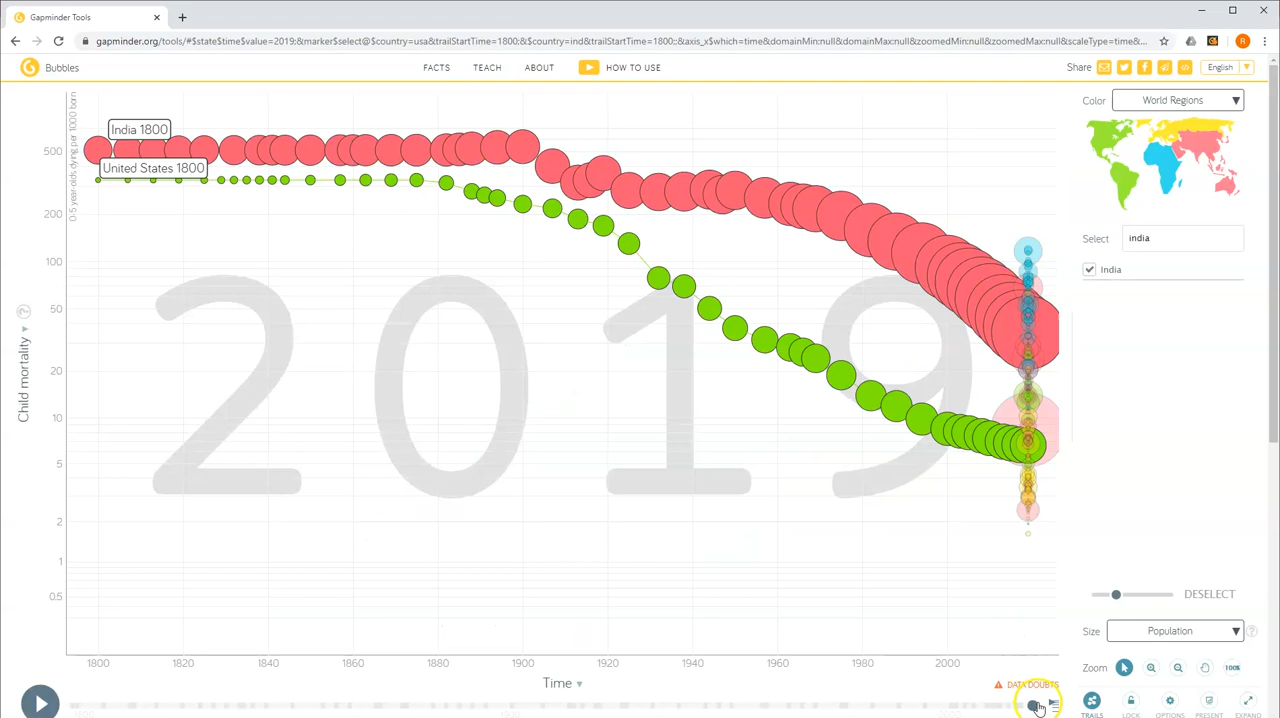 Gapminder Tools
gapminder.org/tools/#$state$time$value=2019;&marker$select@$country=usa&trailStartTime=1800;&$country=ind&trailStartTime=1800;;&axis_x$which=time&domainMin:null&domainMax:null&zoomedMin:null&zoomedMax:null&scaleType=time&...
R
Bubbles
FACTS TEACH ABOUT HOW TO USE
Share English
Color World Regions
0-5 year-olds dying per 1000 born
India 1800
United States 1800
500
200
100
50
20
10
5
2
1
0.5
Child mortality ?
2019
Select india
India
DESELECT
Size Population ?
1800 1820 1840 1860 1880 1900 1920 1940 1960 1980 2000
Time
Zoom 100%
DATA DOUBTS
1800 1900 2000
TRAILS LOCK OPTIONS PRESENT EXPAND